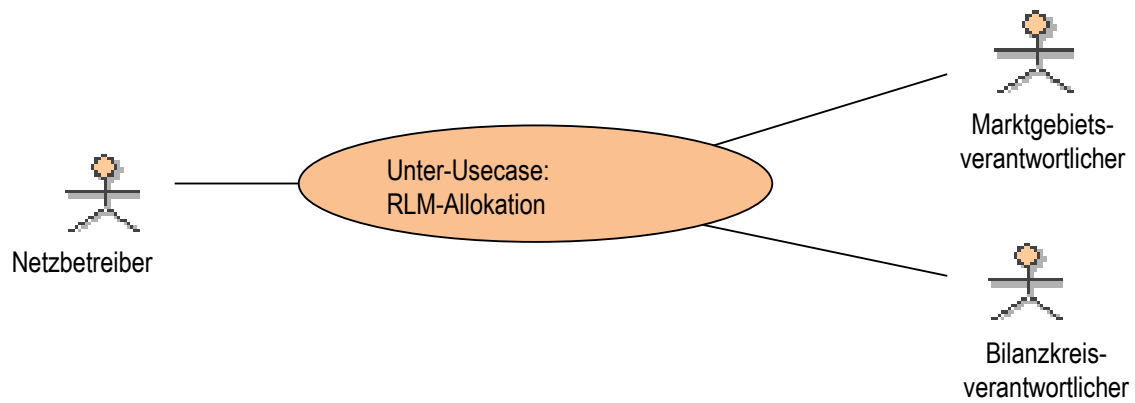 Marktgebiets-
verantwortlicher
Unter-Usecase:
RLM-Allokation
Netzbetreiber
Bilanzkreis-
verantwortlicher